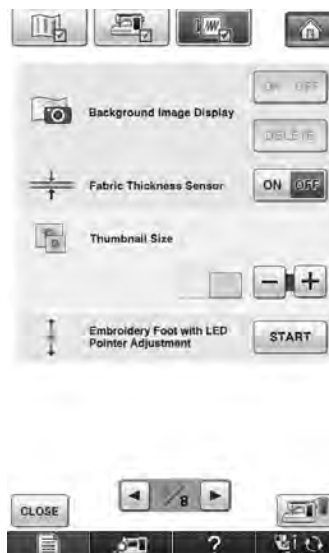 Background Image Display
ON OFF
DELETE
Fabric Thickness Sensor
ON OFF
Thumbnail Size
− +
Embroidery Foot with LED
Pointer Adjustment
START
/8
CLOSE
?